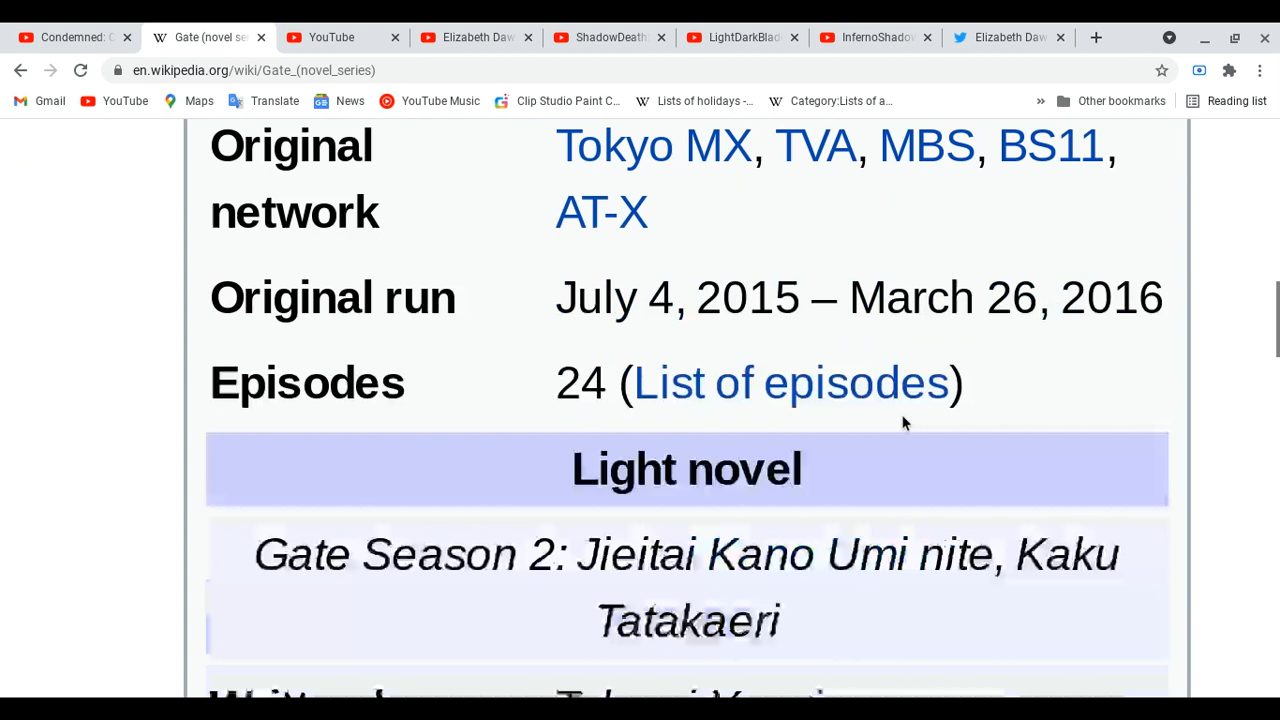 Condemned: C
Gate (novel se
YouTube
Elizabeth Daw
ShadowDeath
LightDarkBlad
InfernoShadow
Elizabeth Daw
en.wikipedia.org/wiki/Gate_(novel_series)
Gmail YouTube Maps Translate News YouTube Music Clip Studio Paint C... Lists of holidays -... Category:Lists of a... » Other bookmarks Reading list
Original Tokyo MX, TVA, MBS, BS11,
network AT-X
Original run July 4, 2015 – March 26, 2016
Episodes 24 (List of episodes)
Light novel
Gate Season 2: Jieitai Kano Umi nite, Kaku
Tatakaeri